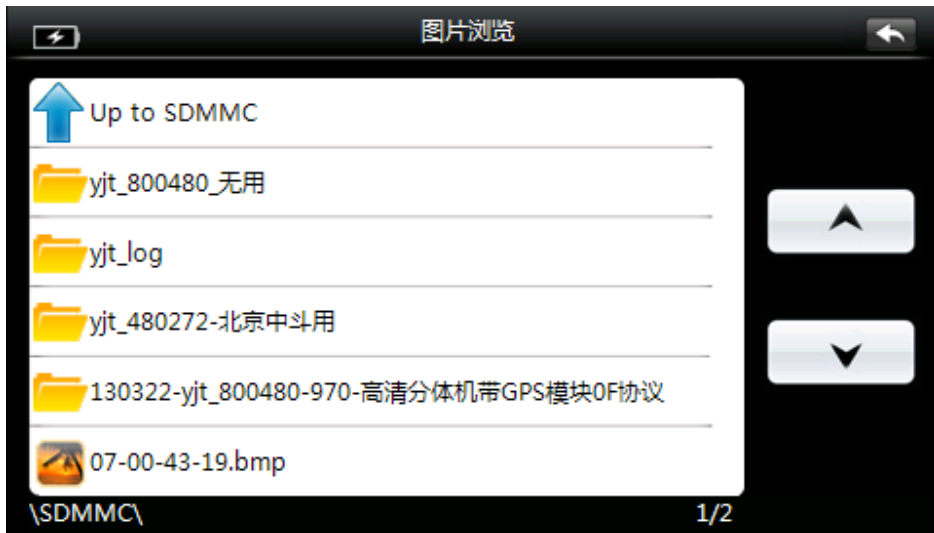 图片浏览
Up to SDMMC
yjt_800480_无用
yjt_log
yjt_480272-北京中斗用
130322-yjt_800480-970-高清分体机带GPS模块0F协议
07-00-43-19.bmp
\SDMMC\ 1/2